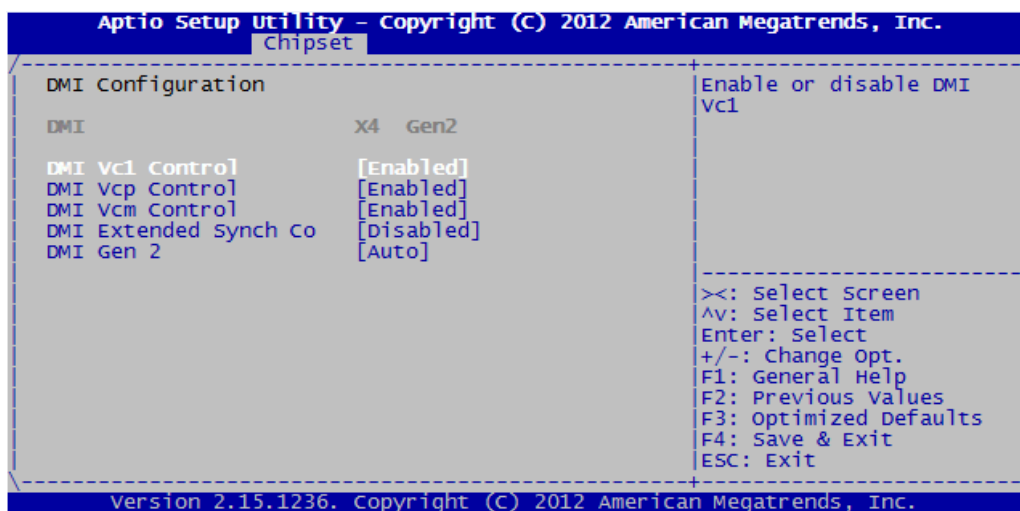 Aptio Setup Utility - Copyright (C) 2012 American Megatrends, Inc.
Chipset
DMI Configuration
DMI X4 Gen2
DMI Vc1 Control [Enabled]
DMI Vcp Control [Enabled]
DMI Vcm Control [Enabled]
DMI Extended Synch Co [Disabled]
DMI Gen 2 [Auto]
Enable or disable DMI
Vc1
><: Select Screen
^v: Select Item
Enter: Select
+/-: Change Opt.
F1: General Help
F2: Previous Values
F3: Optimized Defaults
F4: Save & Exit
ESC: Exit
Version 2.15.1236. Copyright (C) 2012 American Megatrends, Inc.